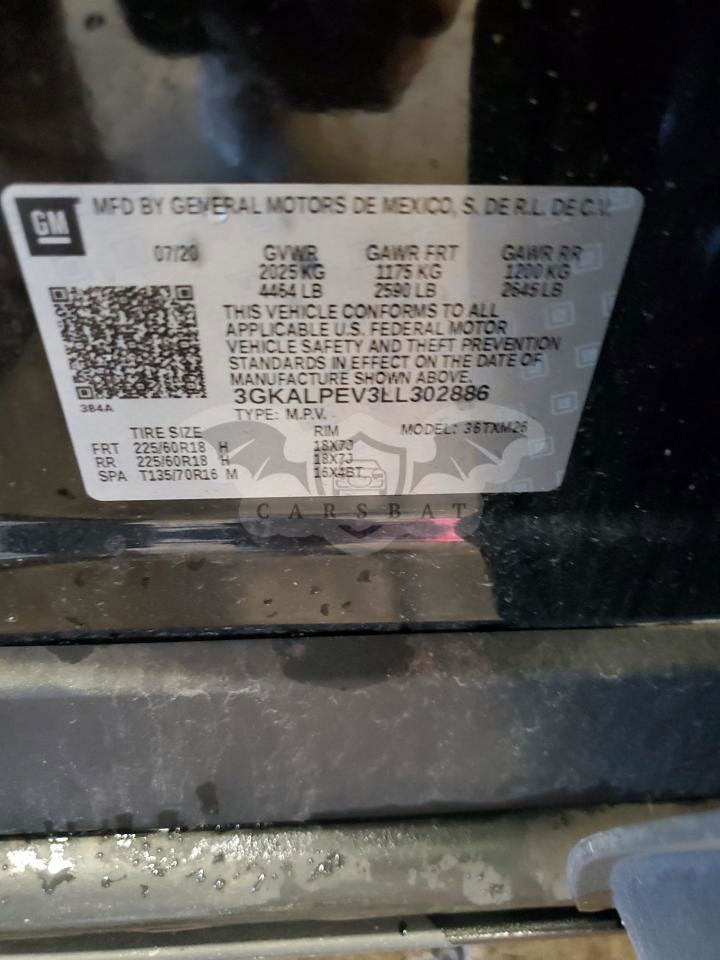 GM
MFD BY GENERAL MOTORS DE MEXICO, S. DE R.L. DE C.V.
07/20 GVWR GAWR FRT GAWR RR
2025 KG 1175 KG 1200 KG
4464 LB 2590 LB 2645 LB
THIS VEHICLE CONFORMS TO ALL
APPLICABLE U.S. FEDERAL MOTOR
VEHICLE SAFETY AND THEFT PREVENTION
STANDARDS IN EFFECT ON THE DATE OF
MANUFACTURE SHOWN ABOVE.
3GKALPEV3LL302886
3B4A
TYPE: M.P.V.
TIRE SIZE RIM MODEL: 36TXM26
FRT 225/60R18 H 18X7J
RR 225/60R18 H 18X7J
SPA T135/70R16 M 16X4BT
CARSBAT